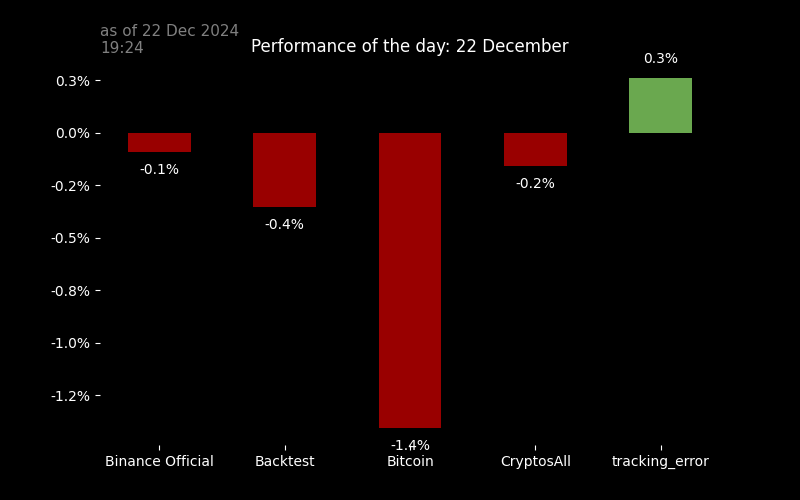 as of 22 Dec 2024
19:24
Performance of the day: 22 December
0.3%
0.3%
0.0%
-0.2%
-0.5%
-0.8%
-1.0%
-1.2%
-0.1%
-0.4%
-1.4%
-0.2%
Binance Official
Backtest
Bitcoin
CryptosAll
tracking_error